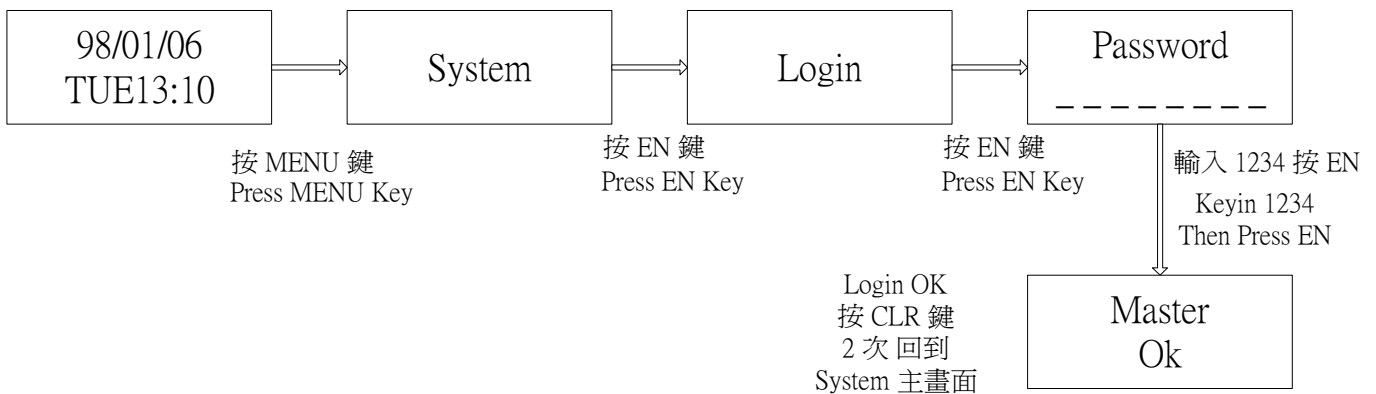 98/01/06
TUE13:10
System
Login
Password
_ _ _ _ _ _ _ _
按 MENU 鍵
Press MENU Key
按 EN 鍵
Press EN Key
按 EN 鍵
Press EN Key
輸入 1234 按 EN
Keyin 1234
Then Press EN
Login OK
按 CLR 鍵
2 次 回到
System 主畫面
Master
Ok